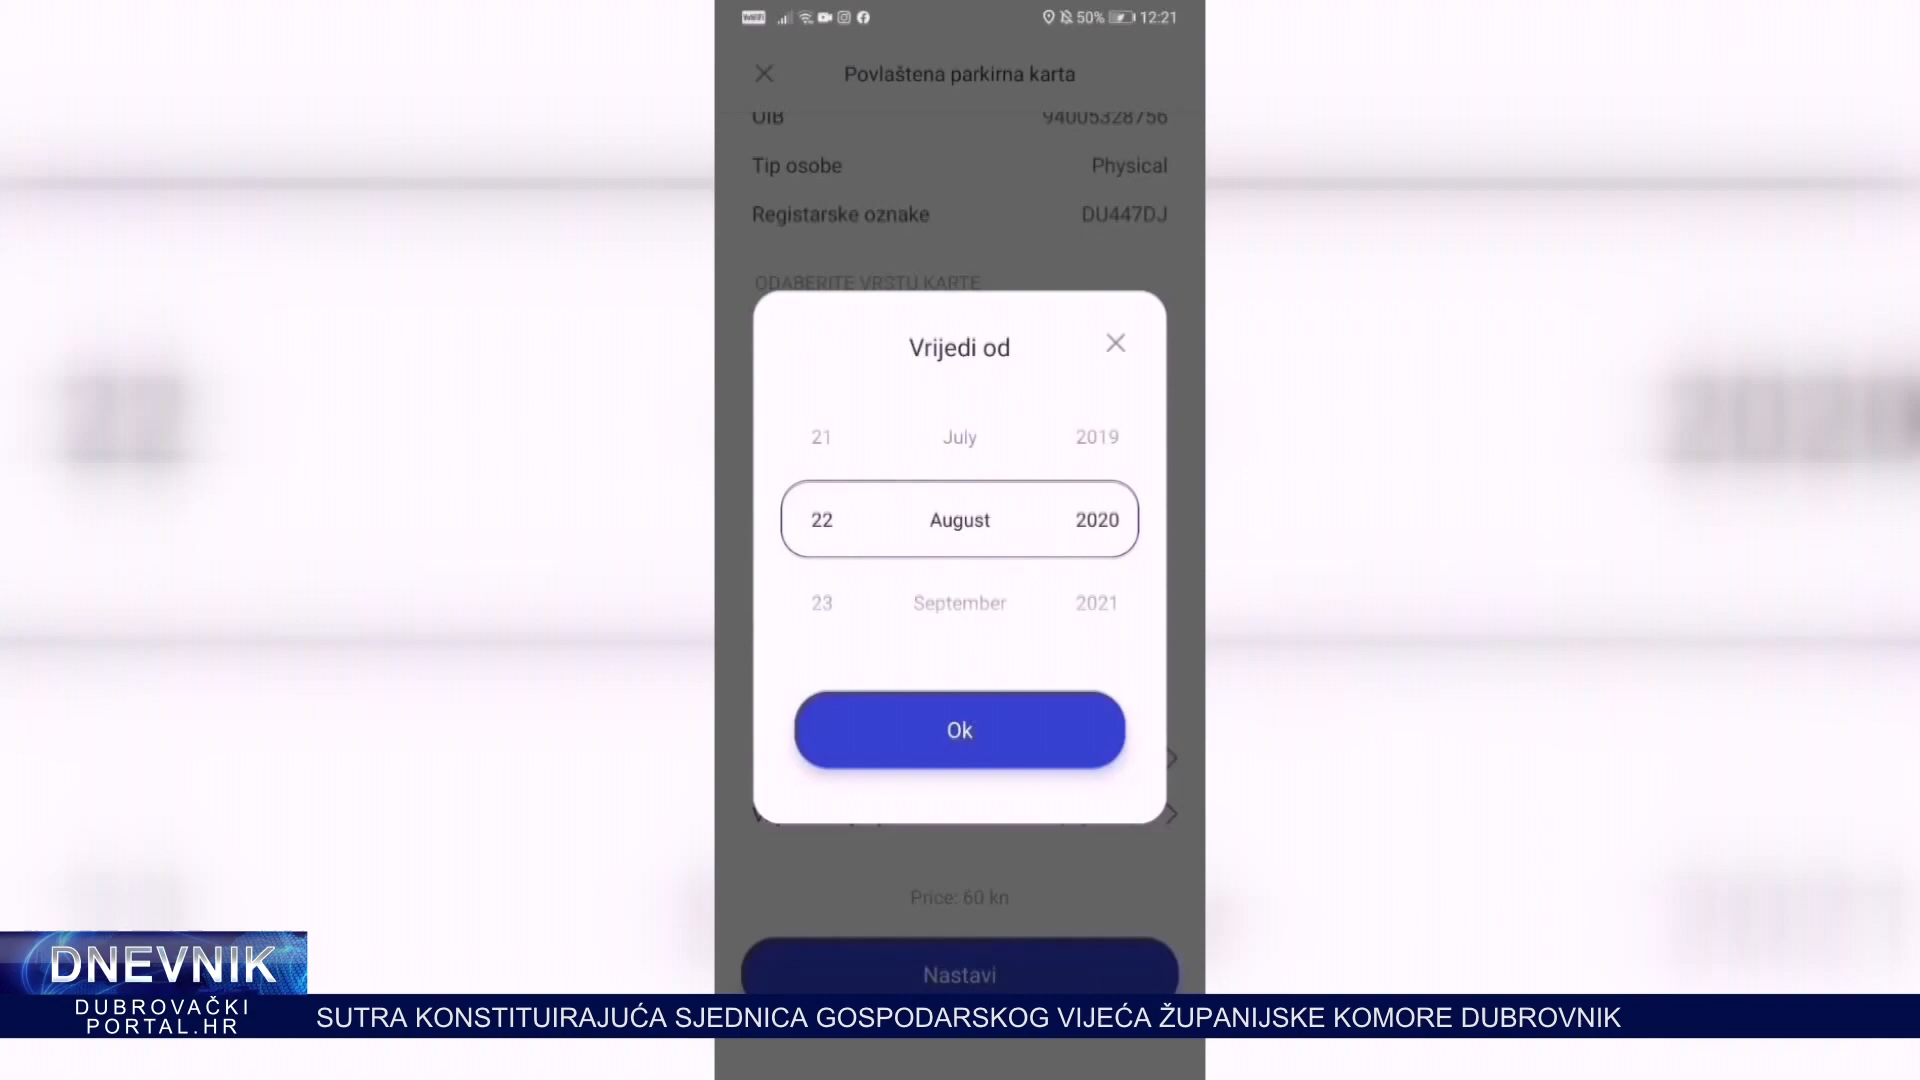 50% 12:21
Povlaštena parkirna karta
OIB 94005328756
Tip osobe Physical
Registarske oznake DU447DJ
ODABERITE VRSTU KARTE
Vrijedi od
21 July 2019
22 August 2020
23 September 2021
Ok
Price: 60 kn
Nastavi
DNEVNIK
DUBROVAČKI
PORTAL.HR
SUTRA KONSTITUIRAJUĆA SJEDNICA GOSPODARSKOG VIJEĆA ŽUPANIJSKE KOMORE DUBROVNIK